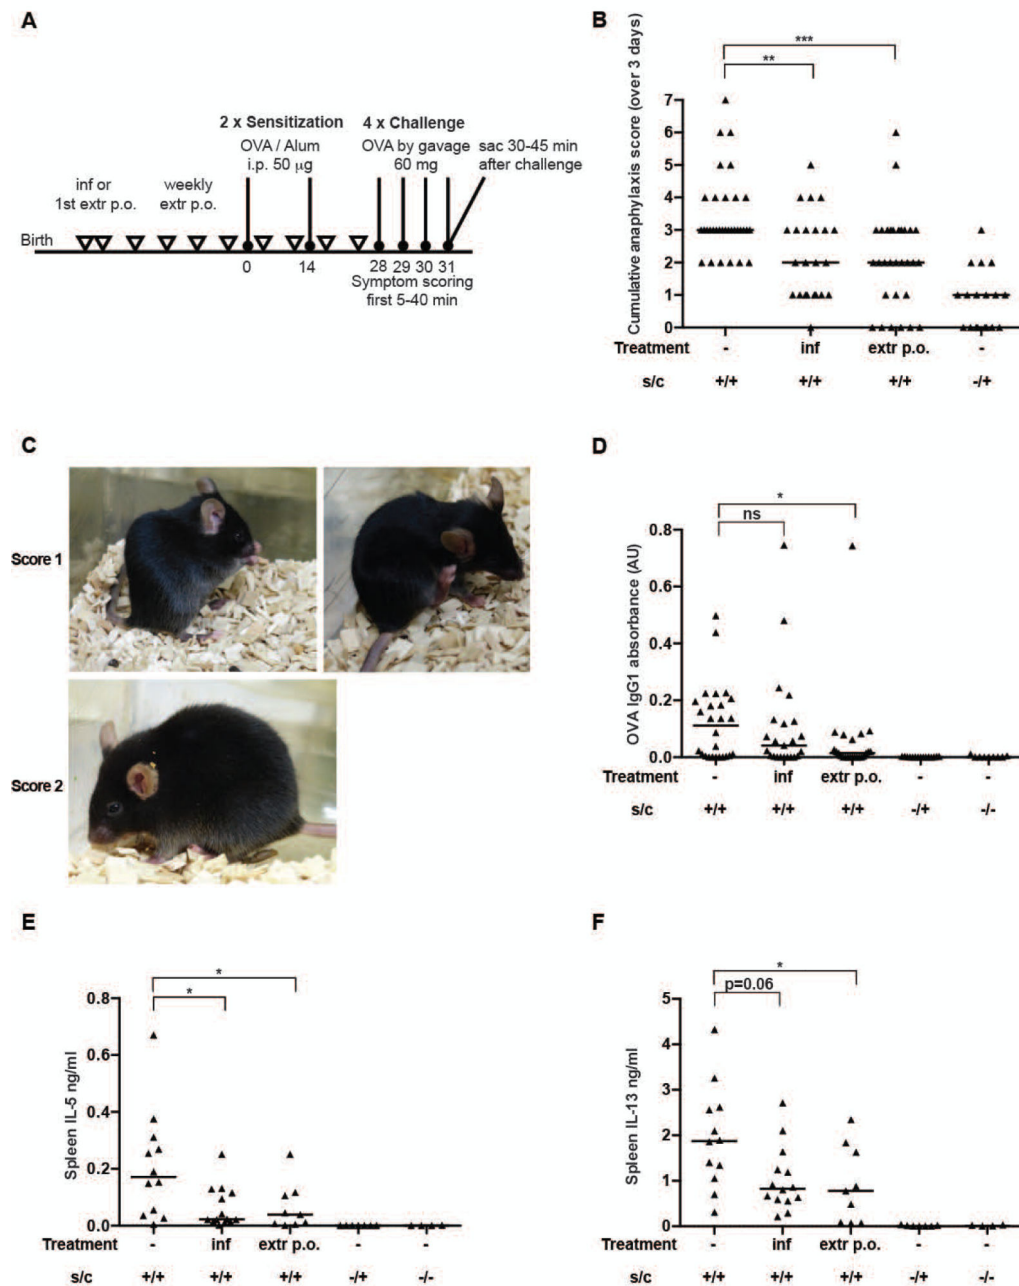 A
2 x Sensitization
4 x Challenge
OVA / Alum
i.p. 50 µg
OVA by gavage
60 mg
sac 30-45 min
after challenge
inf or
1st extr p.o.
weekly
extr p.o.
Birth
0 14 28 29 30 31
Symptom scoring
first 5-40 min
B
Cumulative anaphylaxis score (over 3 days)
***
**
7
6
5
4
3
2
1
0
Treatment - inf extr p.o. -
s/c +/+ +/+ +/+ -/+
C
Score 1
Score 2
D
OVA IgG1 absorbance (AU)
*
ns
0.8
0.6
0.4
0.2
0.0
Treatment - inf extr p.o. - -
s/c +/+ +/+ +/+ -/+ -/-
E
Spleen IL-5 ng/ml
*
*
0.8
0.6
0.4
0.2
0.0
Treatment - inf extr p.o. - -
s/c +/+ +/+ +/+ -/+ -/-
F
Spleen IL-13 ng/ml
*
p=0.06
5
4
3
2
1
0
Treatment - inf extr p.o. - -
s/c +/+ +/+ +/+ -/+ -/-